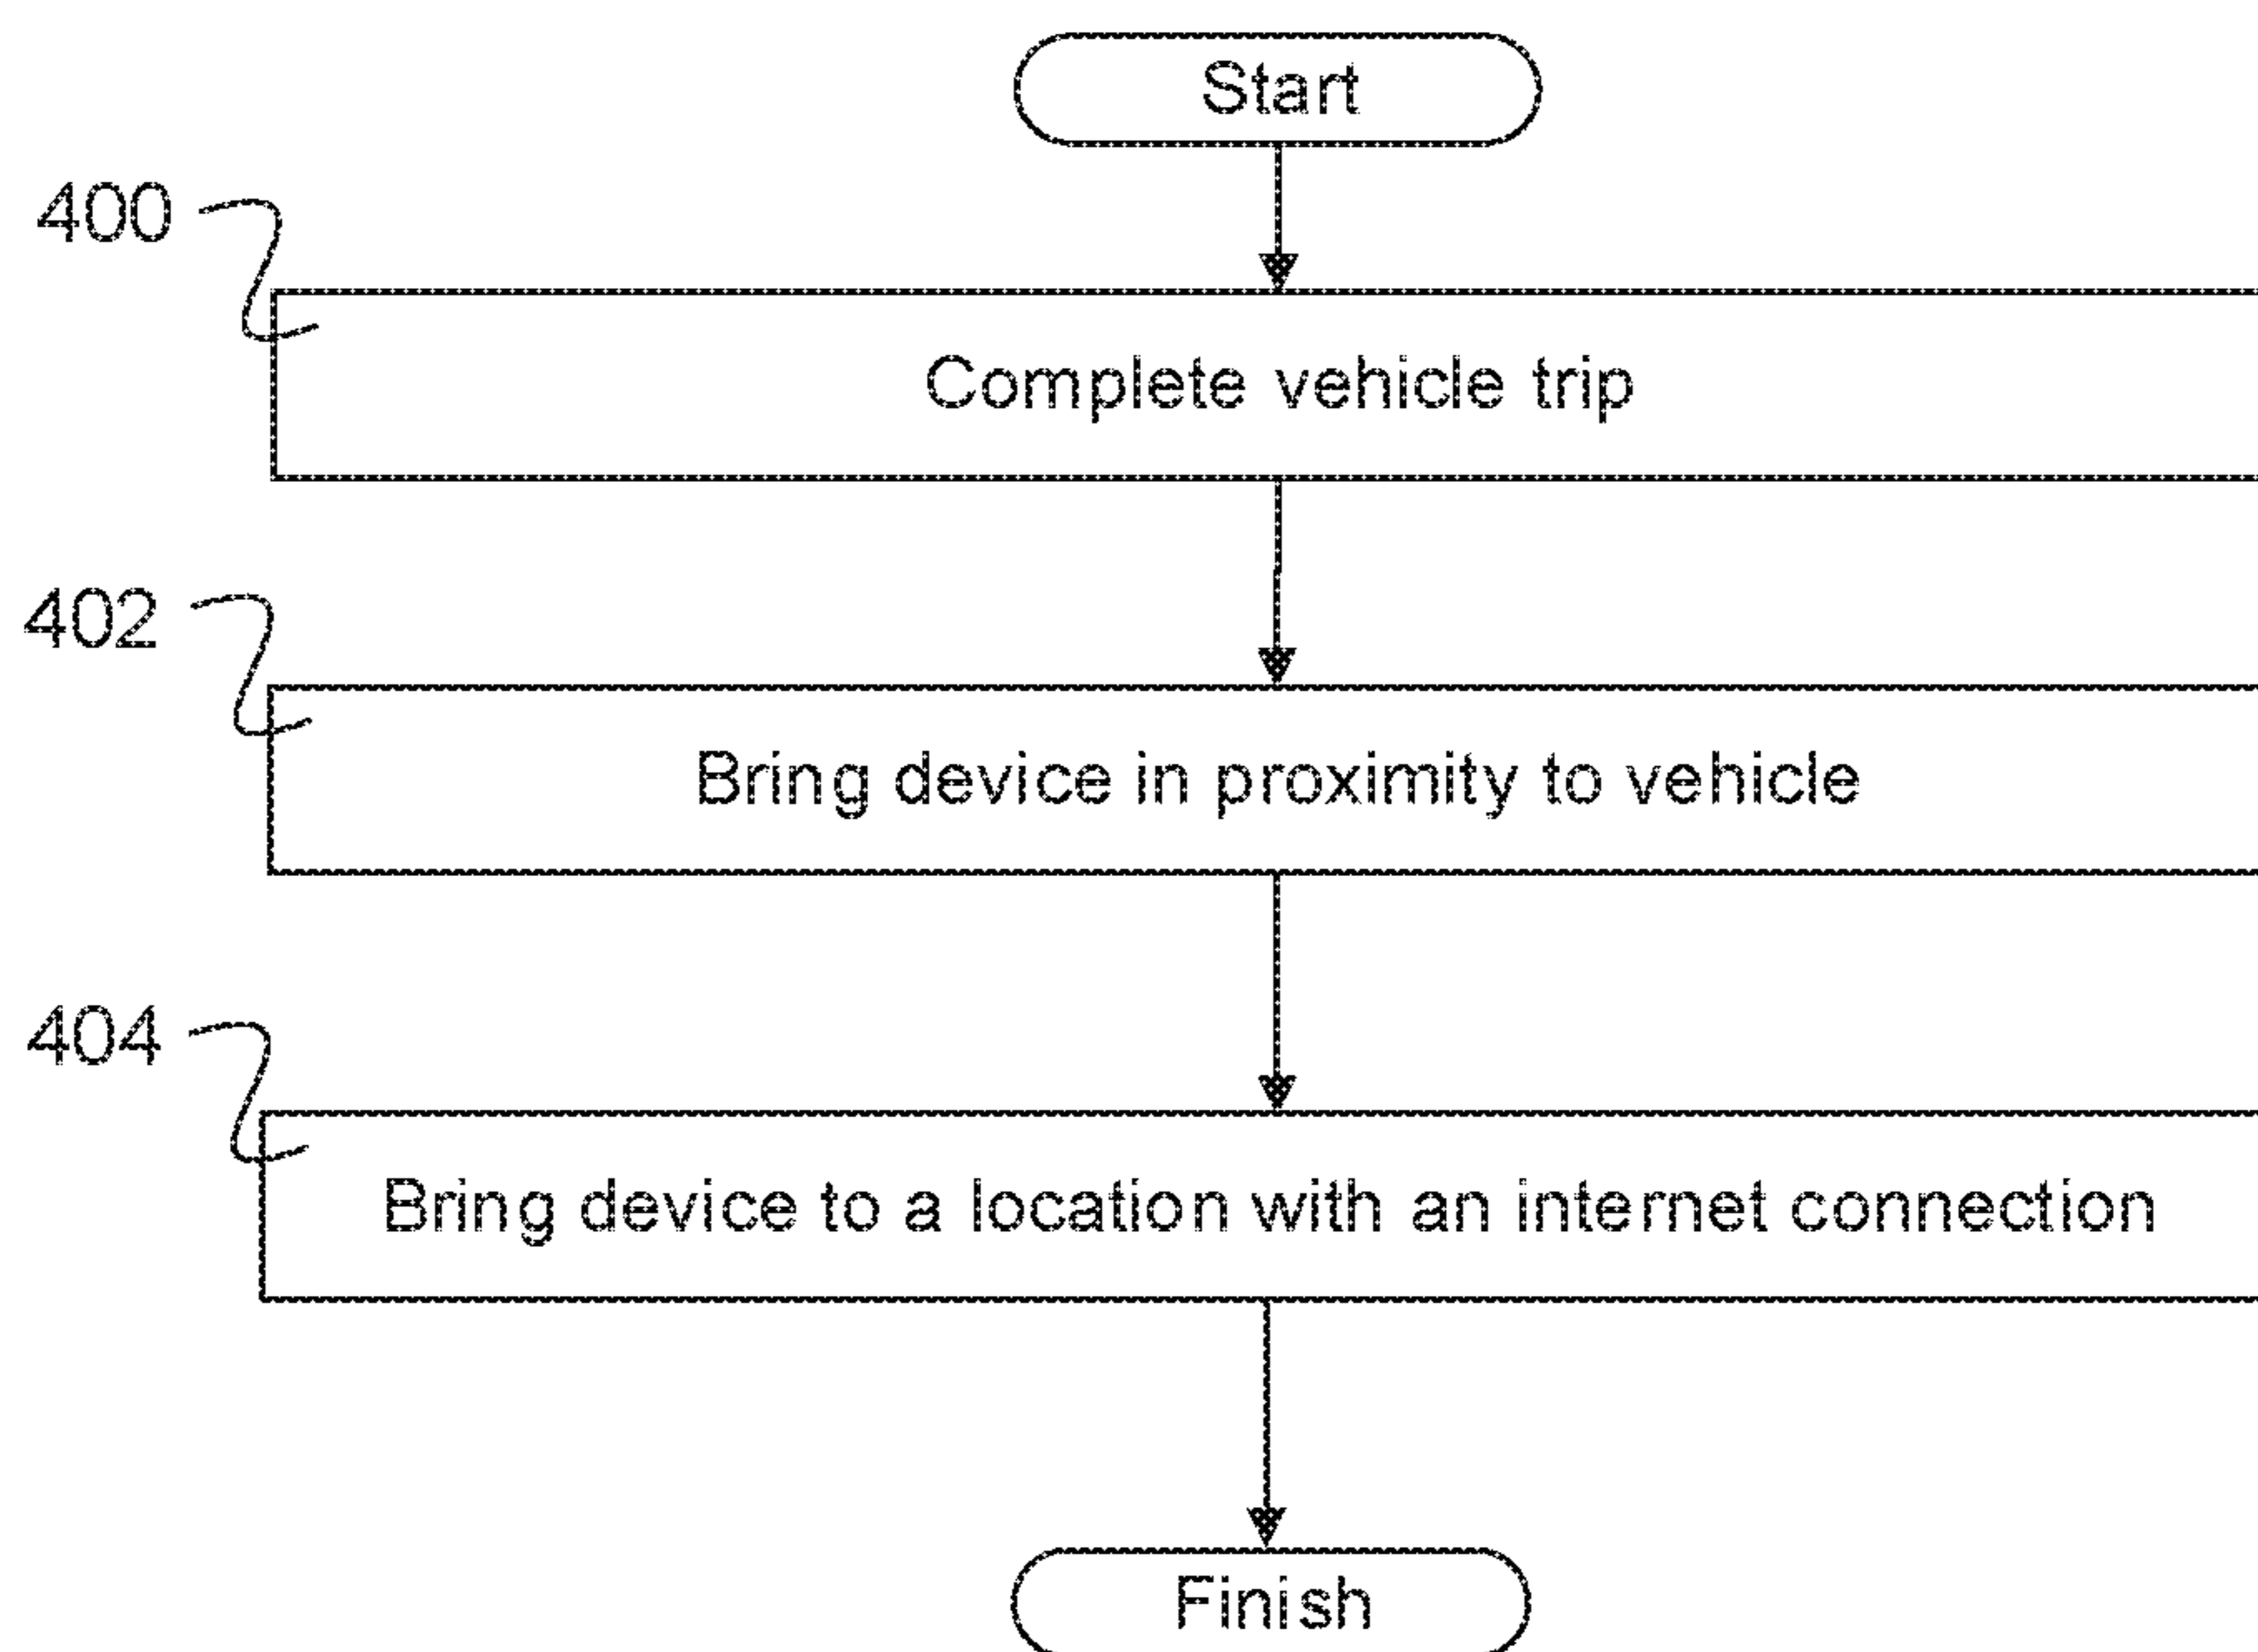 Start
400
Complete vehicle trip
402
Bring device in proximity to vehicle
404
Bring device to a location with an internet connection
Finish